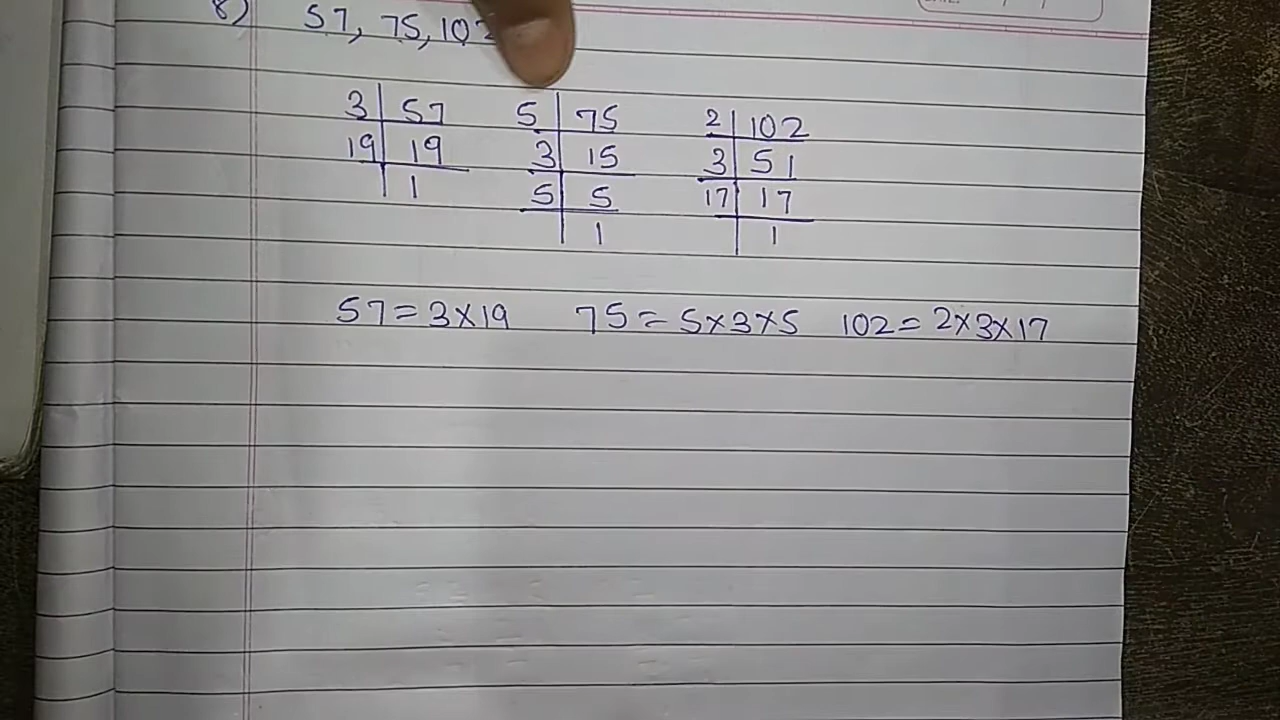 8) 57, 75, 102
3 | 57
19 | 19
1
5 | 75
3 | 15
5 | 5
1
2 | 102
3 | 51
17 | 17
1
57 = 3×19 75 = 5×3×5 102 = 2×3×17